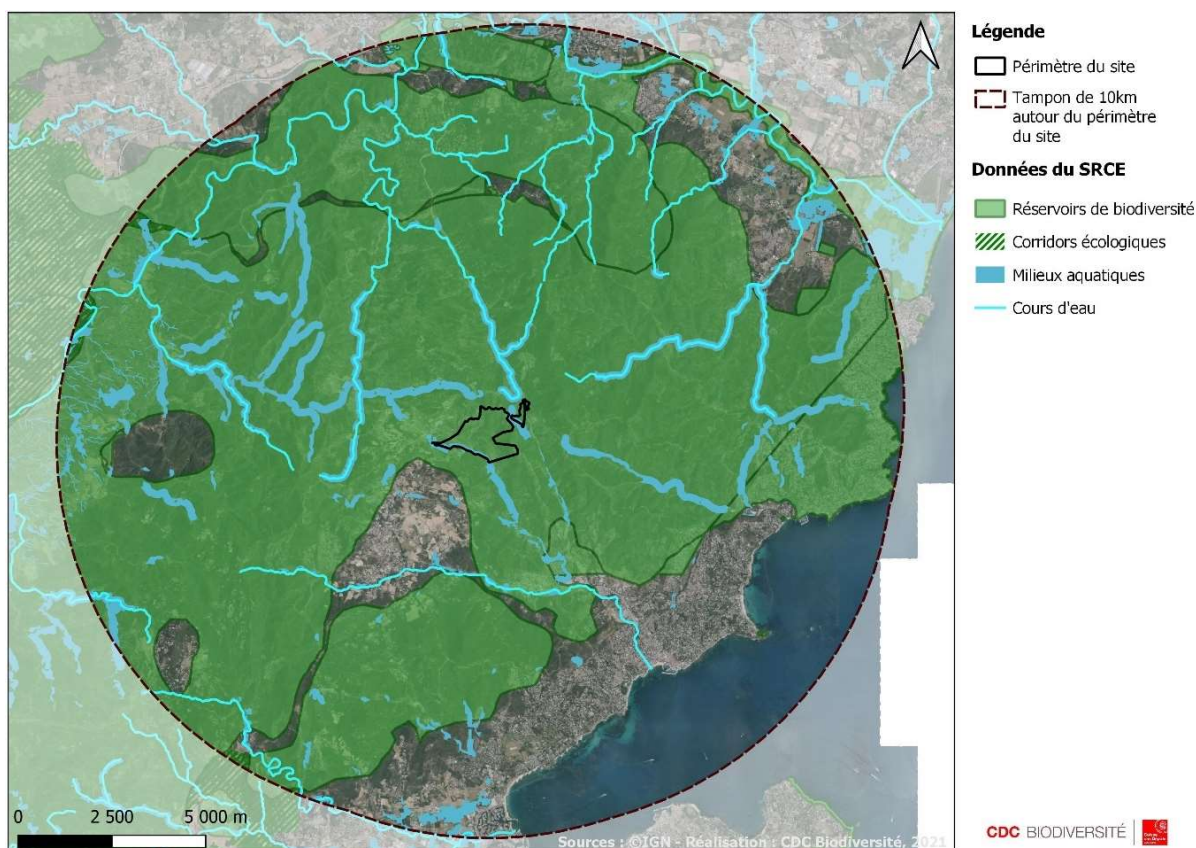 Légende
Périmètre du site
Tampon de 10km
autour du périmètre
du site
Données du SRCE
Réservoirs de biodiversité
Corridors écologiques
Milieux aquatiques
Cours d'eau
0 2 500 5 000 m
Sources : ©IGN - Réalisation : CDC Biodiversité, 2021
CDC BIODIVERSITÉ